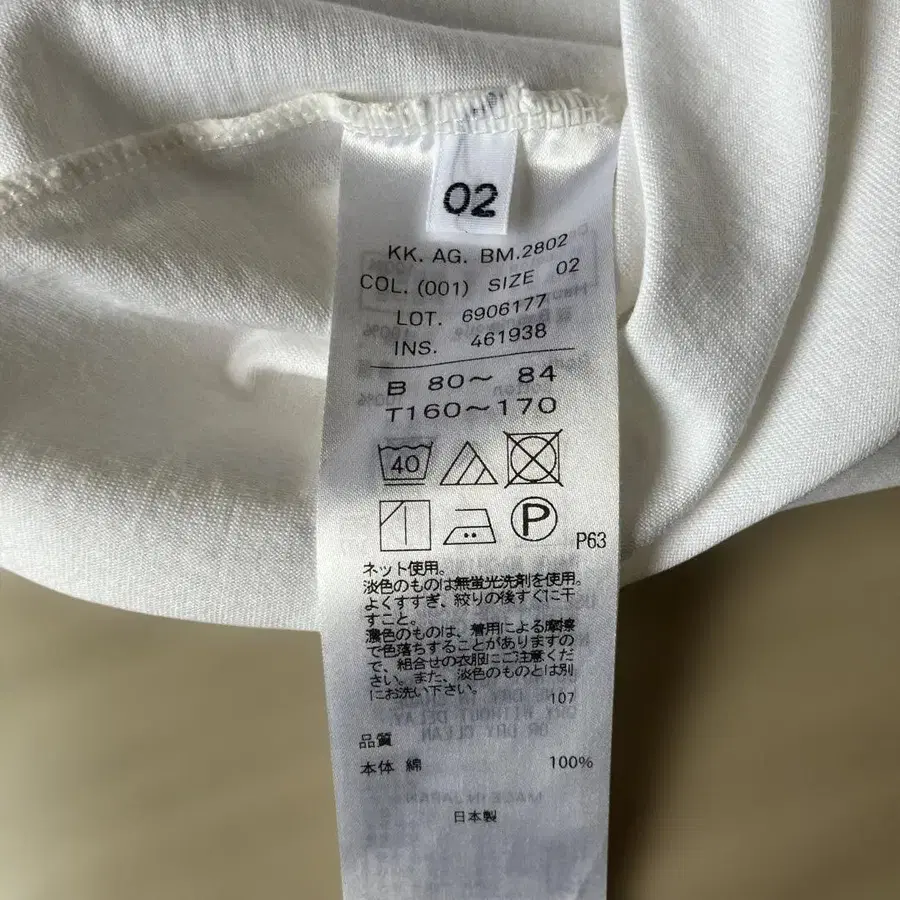 02
KK. AG. BM.2802
COL. (001) SIZE 02
LOT. 6906177
INS. 461938
B 80～ 84
T160～170
40
P
P63
ネット使用。
淡色のものは無蛍光洗剤を使用。
よくすすぎ、絞りの後すぐに干
すこと。
濃色のものは、着用による摩擦
で色落ちすることがありますの
で、組合せの衣服にご注意くだ
さい。また、淡色のものとは別
にお洗い下さい。
107
品質
本体 綿 100%
日本製